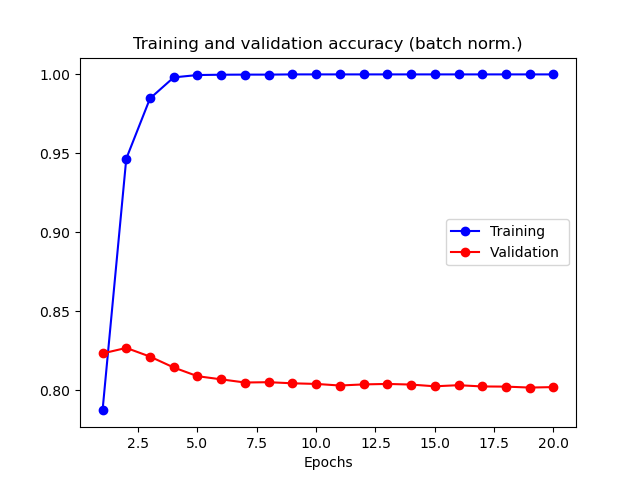 Training and validation accuracy (batch norm.)
1.00
0.95
0.90
0.85
0.80
Training
Validation
2.5 5.0 7.5 10.0 12.5 15.0 17.5 20.0
Epochs